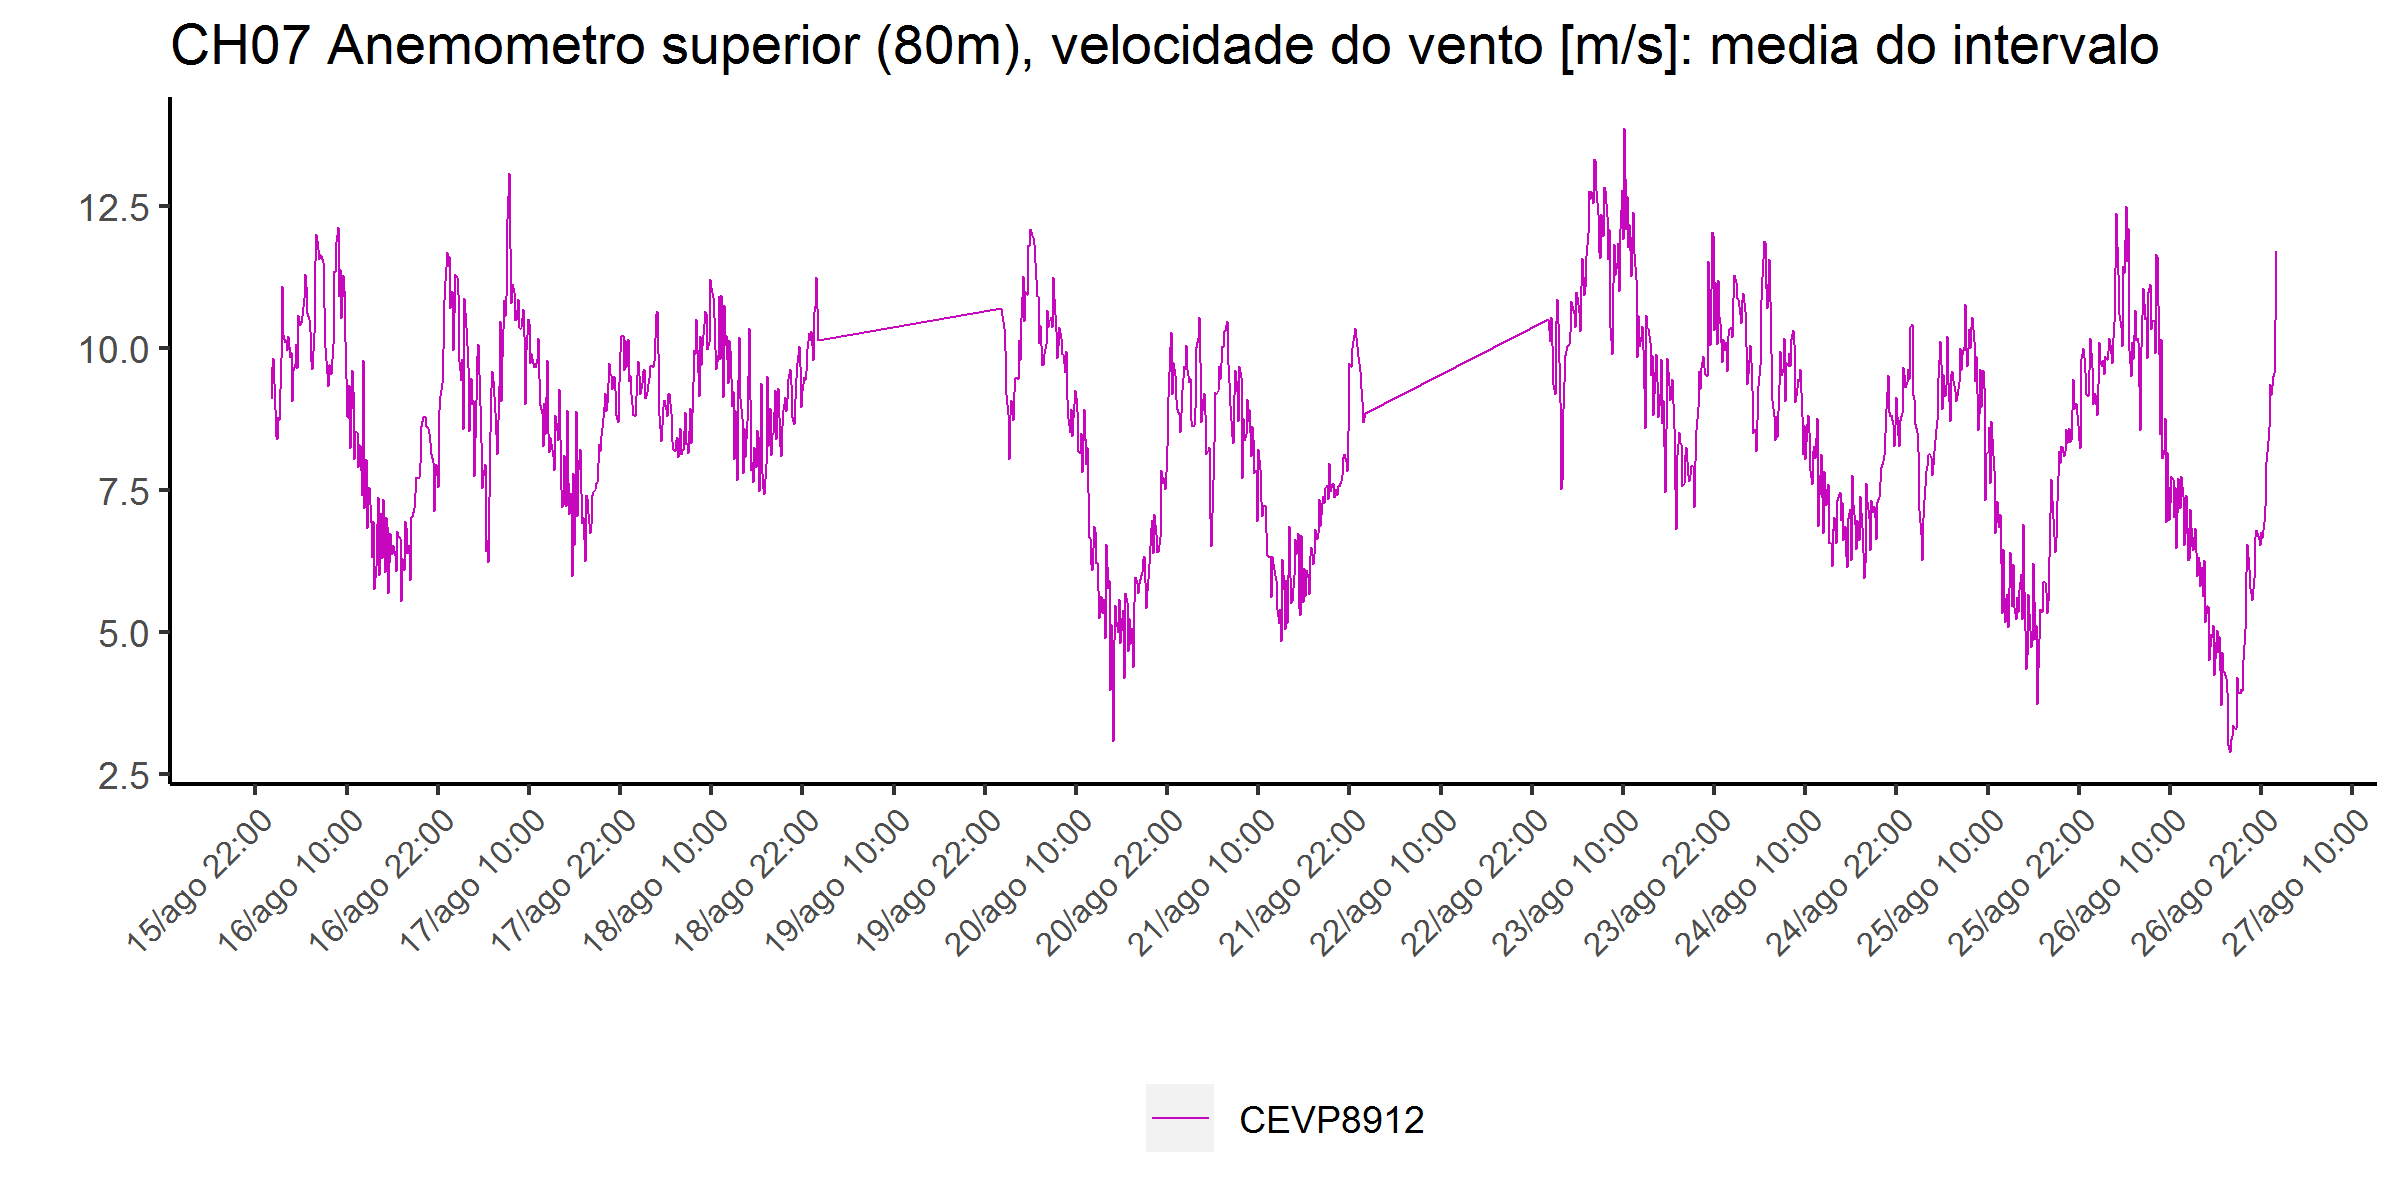 CH07 Anemometro superior (80m), velocidade do vento [m/s]: media do intervalo
12.5
10.0
7.5
5.0
2.5
15/ago 22:00
16/ago 10:00
16/ago 22:00
17/ago 10:00
17/ago 22:00
18/ago 10:00
18/ago 22:00
19/ago 10:00
19/ago 22:00
20/ago 10:00
20/ago 22:00
21/ago 10:00
21/ago 22:00
22/ago 10:00
22/ago 22:00
23/ago 10:00
23/ago 22:00
24/ago 10:00
24/ago 22:00
25/ago 10:00
25/ago 22:00
26/ago 10:00
26/ago 22:00
27/ago 10:00
CEVP8912